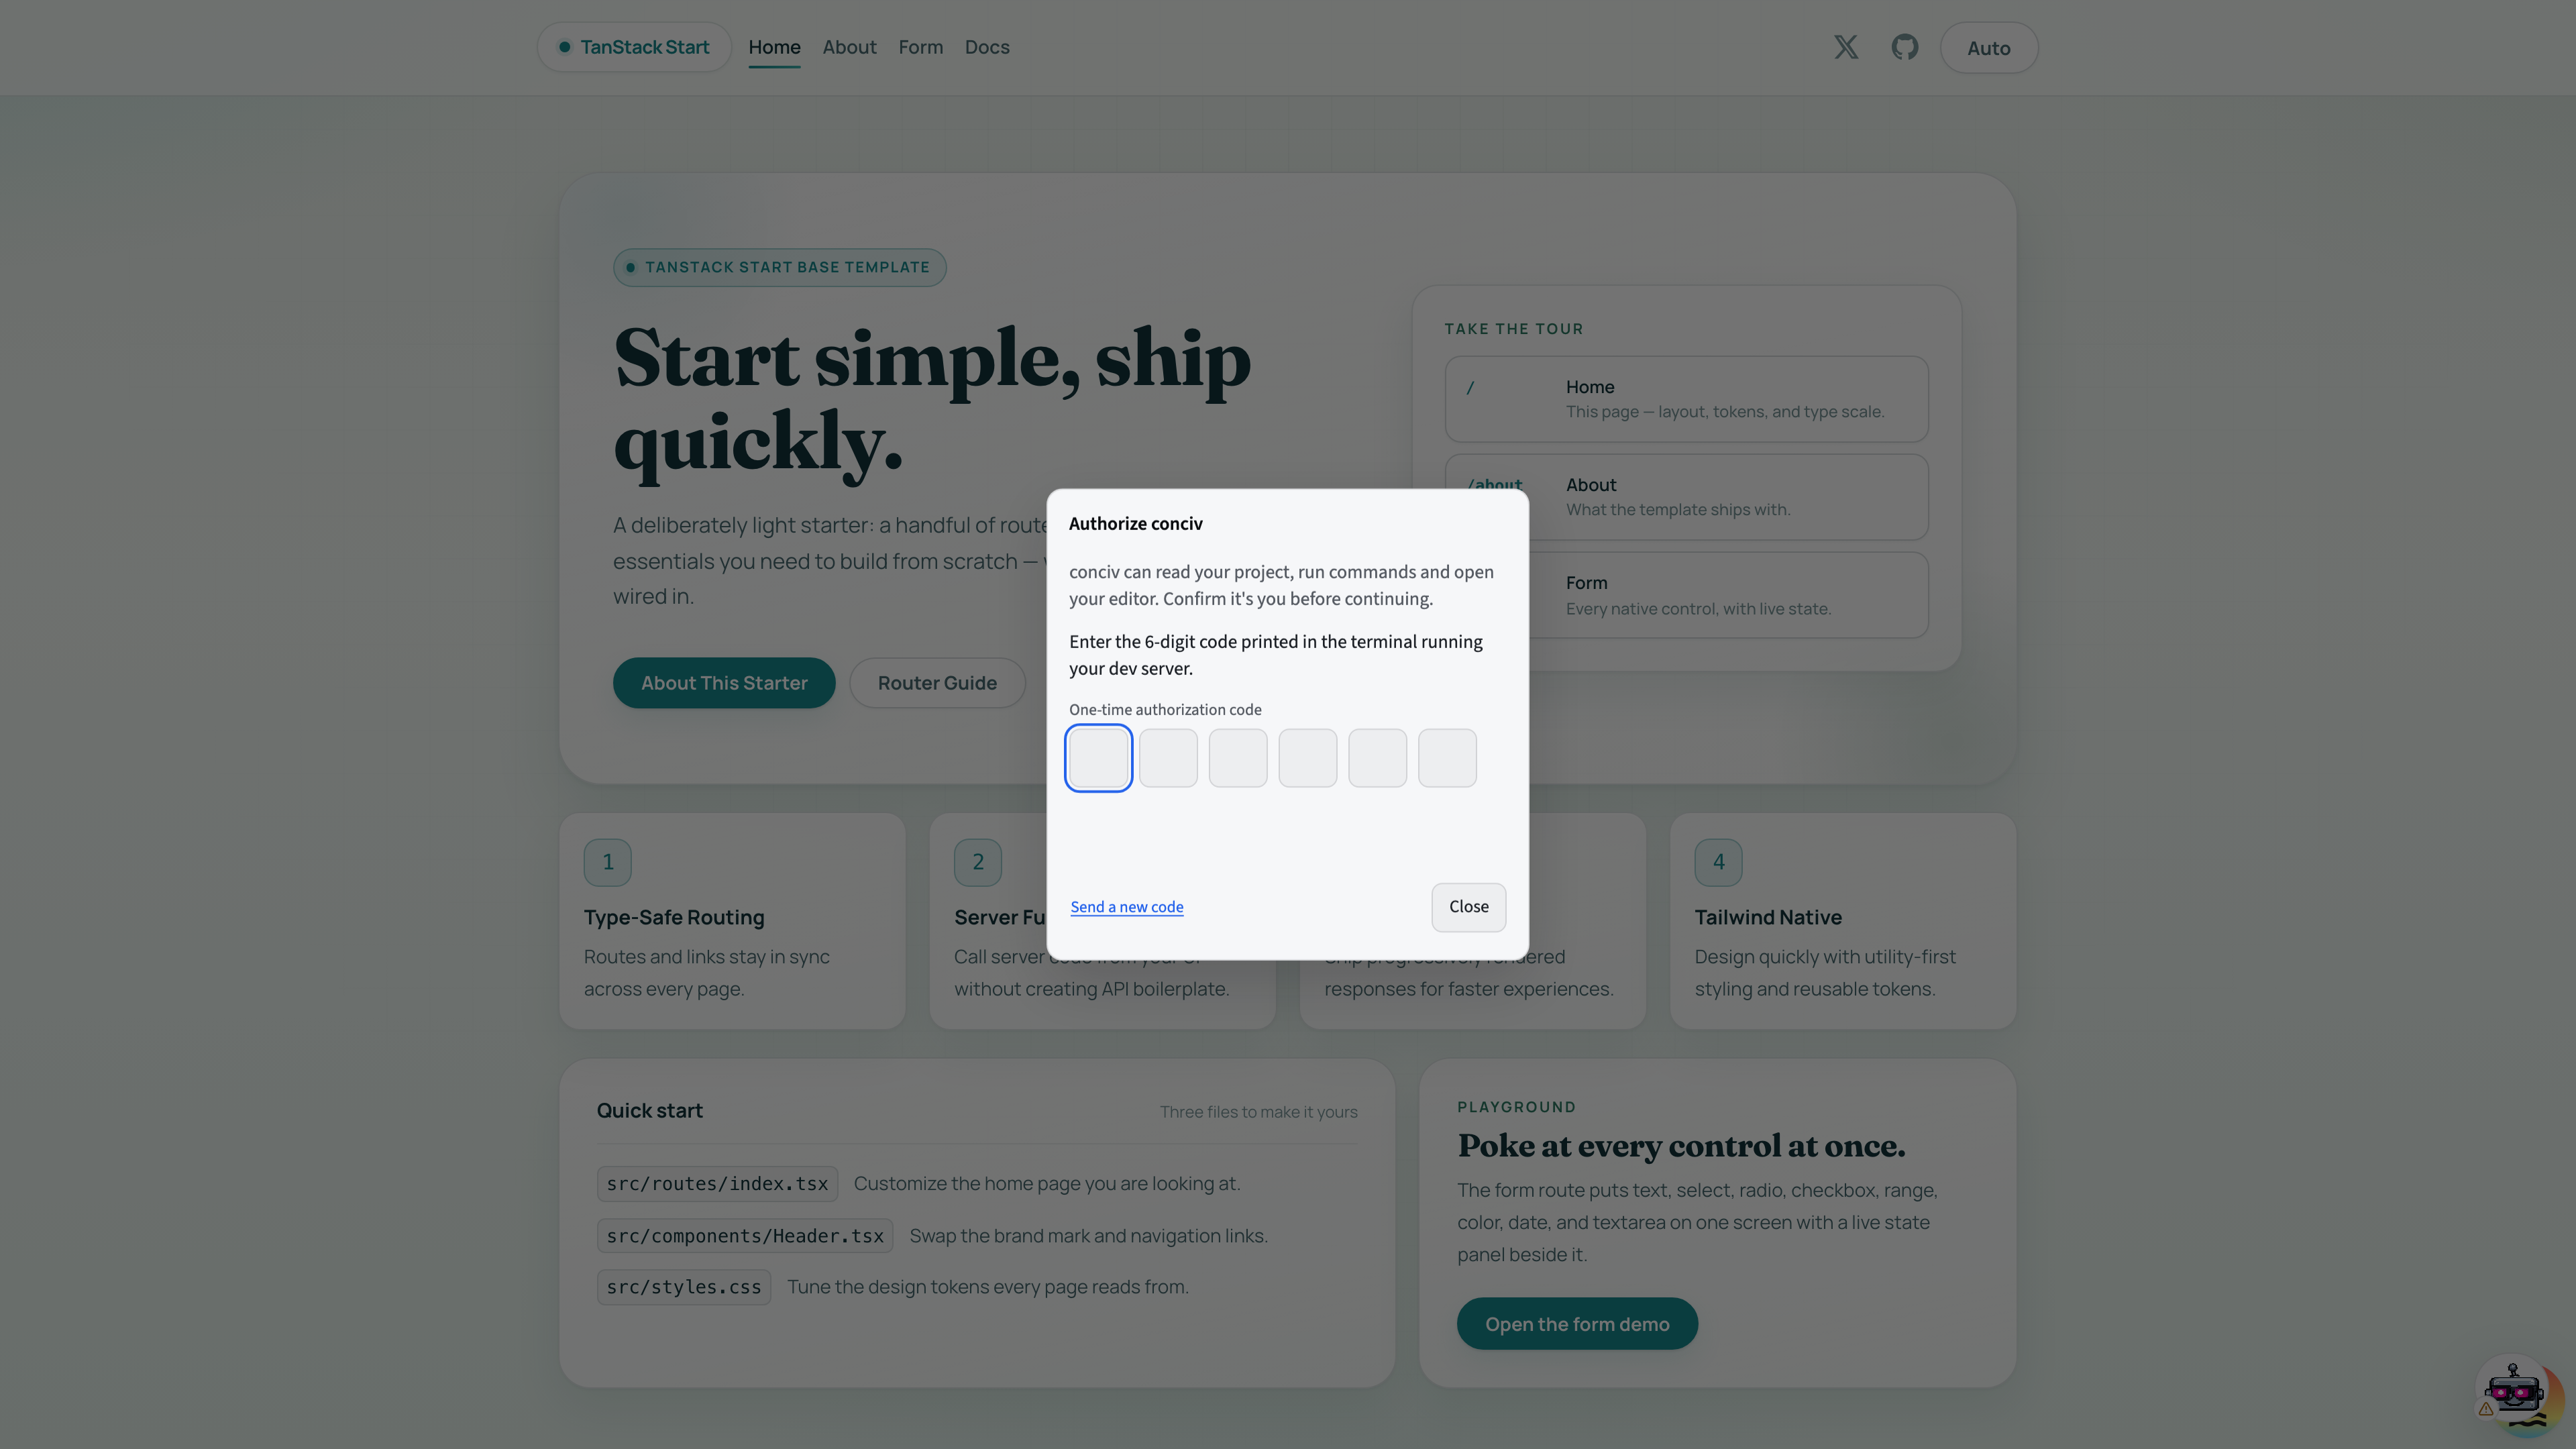 TanStack Start
Home
About
Form
Docs
Auto
TANSTACK START BASE TEMPLATE
Start simple, ship
quickly.
A deliberately light starter: a handful of
essentials you need to build from scratch —
wired in.
About This Starter
Router Guide
TAKE THE TOUR
/
Home
This page — layout, tokens, and type scale.
/about
About
What the template ships with.
Form
Every native control, with live state.
Authorize conciv
conciv can read your project, run commands and open
your editor. Confirm it's you before continuing.
Enter the 6-digit code printed in the terminal running
your dev server.
One-time authorization code
Send a new code
Close
1
Type-Safe Routing
Routes and links stay in sync
across every page.
2
Server
Call server
without creating API boilerplate.
responses for faster experiences.
4
Tailwind Native
Design quickly with utility-first
styling and reusable tokens.
Quick start
Three files to make it yours
src/routes/index.tsx
Customize the home page you are looking at.
src/components/Header.tsx
Swap the brand mark and navigation links.
src/styles.css
Tune the design tokens every page reads from.
PLAYGROUND
Poke at every control at once.
The form route puts text, select, radio, checkbox, range,
color, date, and textarea on one screen with a live state
panel beside it.
Open the form demo